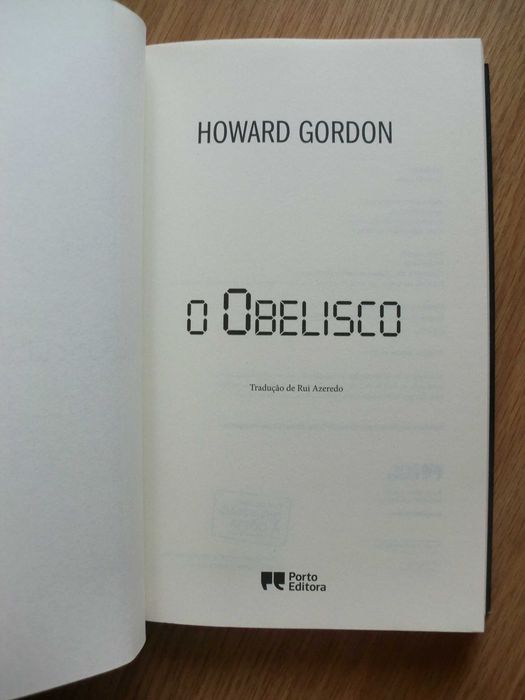 HOWARD GORDON
O OBELISCO
Tradução de Rui Azeredo
Porto
Editora